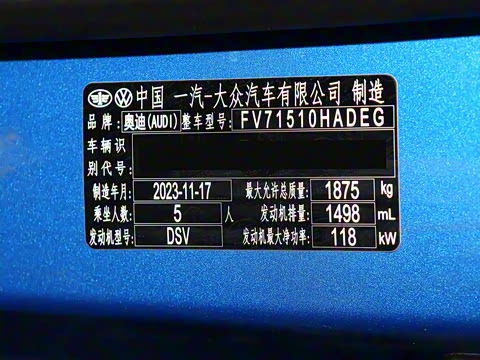 中国 一汽-大众汽车有限公司 制造
品牌: 奥迪(AUDI) 整车型号: FV71510HADEG
车辆识
别代号:
制造年月: 2023-11-17 最大允许总质量: 1875 kg
乘坐人数: 5 人 发动机排量: 1498 mL
发动机型号: DSV 发动机最大净功率: 118 kW